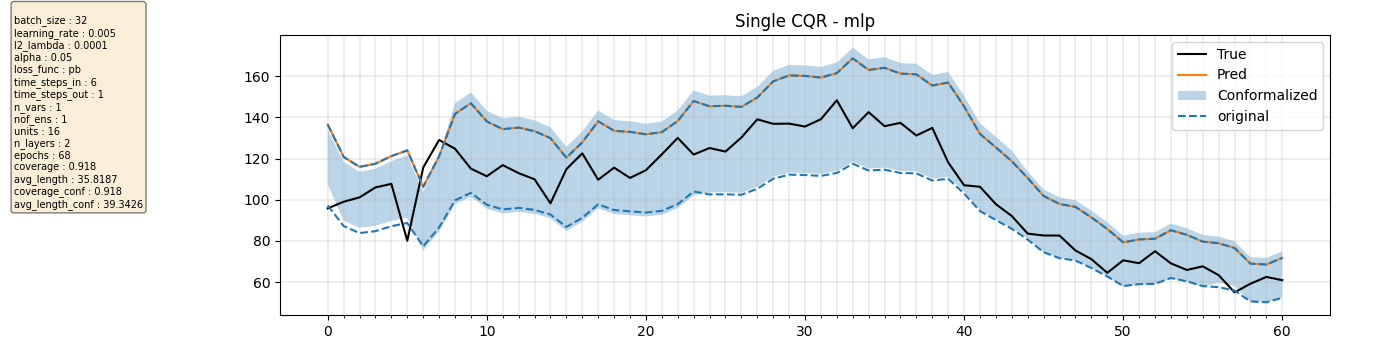 batch_size : 32
learning_rate : 0.005
l2_lambda : 0.0001
alpha : 0.05
loss_func : pb
time_steps_in : 6
time_steps_out : 1
n_vars : 1
nof_ens : 1
units : 16
n_layers : 2
epochs : 68
coverage : 0.918
avg_length : 35.8187
coverage_conf : 0.918
avg_length_conf : 39.3426
Single CQR - mlp
True
Pred
Conformalized
original
160
140
120
100
80
60
0 10 20 30 40 50 60